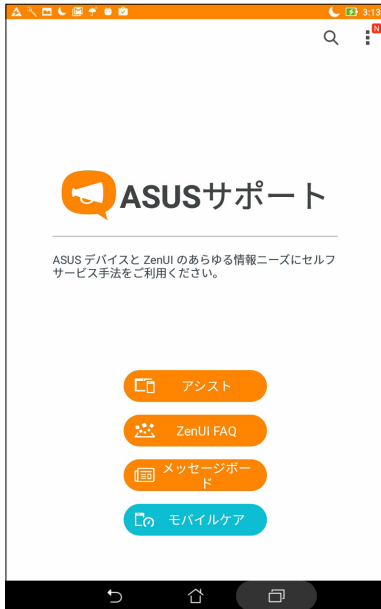 3:13
N
ASUSサポート
ASUS デバイスと ZenUI のあらゆる情報ニーズにセルフ
サービス手法をご利用ください。
アシスト
ZenUI FAQ
メッセージボー
ド
モバイルケア